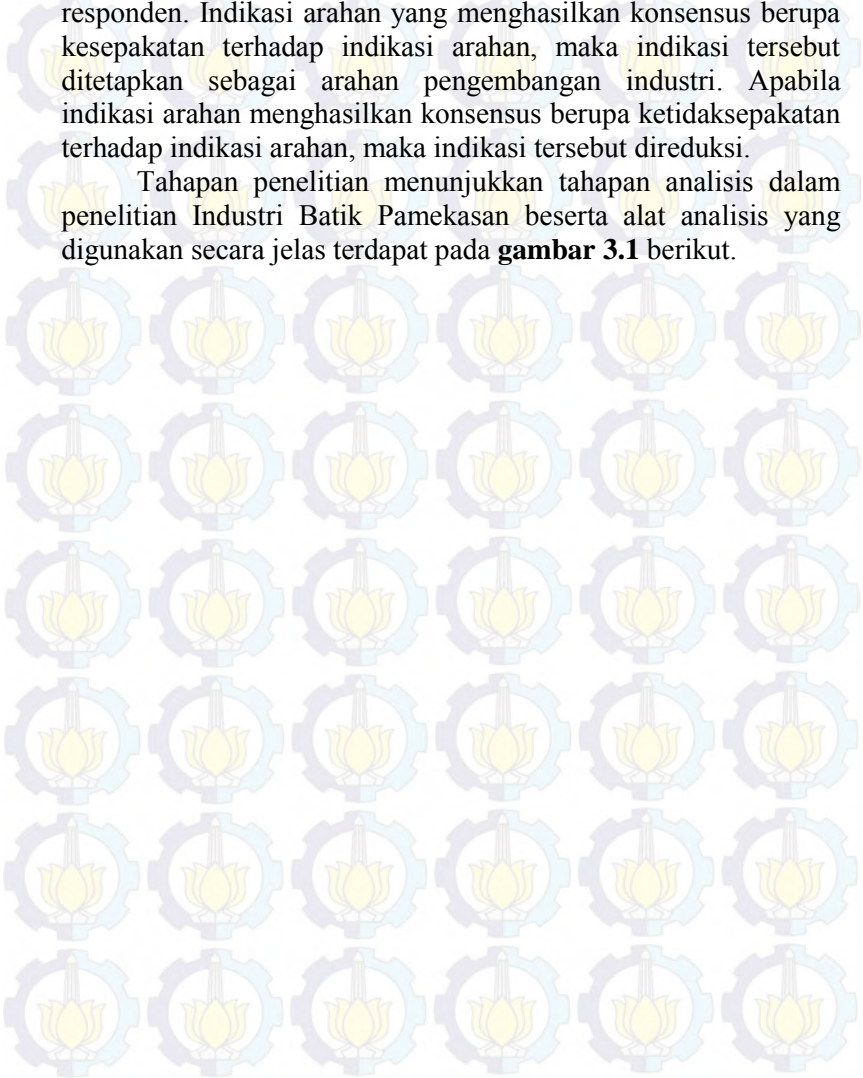 responden. Indikasi arahan yang menghasilkan konsensus berupa
kesepakatan terhadap indikasi arahan, maka indikasi tersebut
ditetapkan sebagai arahan pengembangan industri. Apabila
indikasi arahan menghasilkan konsensus berupa ketidaksepakatan
terhadap indikasi arahan, maka indikasi tersebut direduksi.
Tahapan penelitian menunjukkan tahapan analisis dalam
penelitian Industri Batik Pamekasan beserta alat analisis yang
digunakan secara jelas terdapat pada gambar 3.1 berikut.